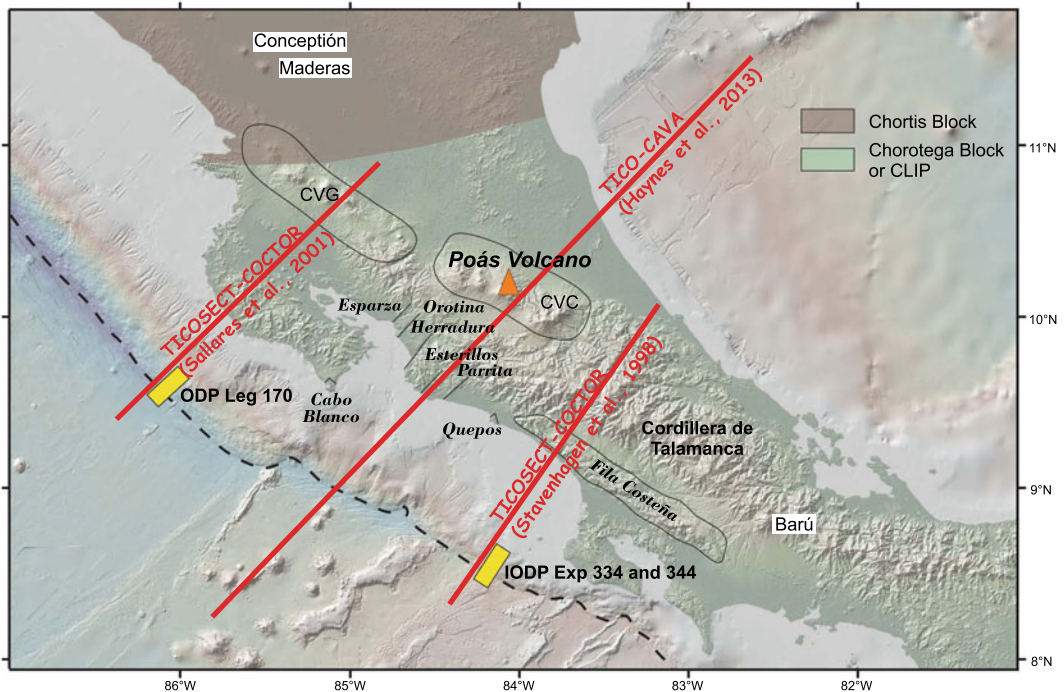 Conceptión
Maderas
Chortis Block
Chorotega Block
or CLIP
11°N
TICO-CAVA
(Haynes et al., 2013)
CVG
TICOSECT-COCTOR
(Sallares et al., 2001)
Poás Volcano
CVC
Esparza
Orotina
Herradura
Esterillos
Parrita
10°N
ODP Leg 170
Cabo
Blanco
Quepos
TICOSECT-COCTOR
(Stavenhagen et al., 1998)
Cordillera de
Talamanca
Fila Costeña
9°N
Barú
IODP Exp 334 and 344
8°N
86°W
85°W
84°W
83°W
82°W